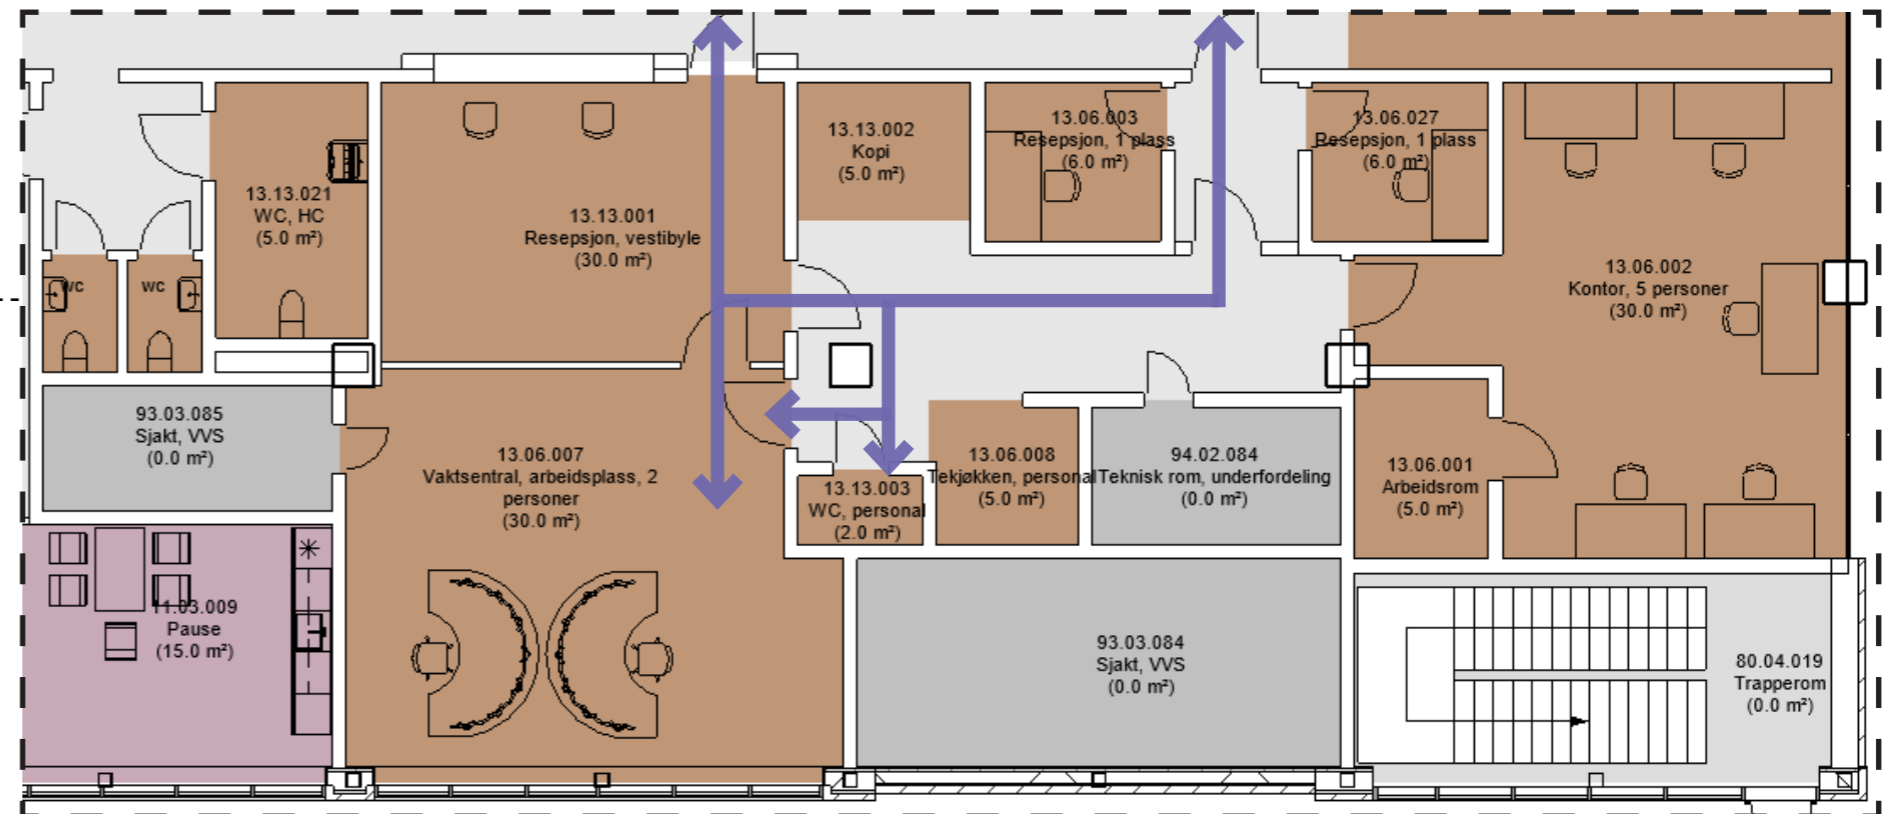 13.13.002
Kopi
(5.0 m²)
13.06.003
Resepsjon, 1 plass
(6.0 m²)
13.06.027
Resepsjon, 1 plass
(6.0 m²)
13.13.021
WC, HC
(5.0 m²)
13.13.001
Resepsjon, vestibyle
(30.0 m²)
wc
wc
13.06.002
Kontor, 5 personer
(30.0 m²)
93.03.085
Sjakt, VVS
(0.0 m²)
13.06.007
Vaktsentral, arbeidsplass, 2
personer
(30.0 m²)
13.13.003
WC, personal
(2.0 m²)
13.06.008
Tekjøkken, personal
(5.0 m²)
94.02.084
Teknisk rom, underfordeling
(0.0 m²)
13.06.001
Arbeidsrom
(5.0 m²)
11.03.009
Pause
(15.0 m²)
93.03.084
Sjakt, VVS
(0.0 m²)
80.04.019
Trapperom
(0.0 m²)